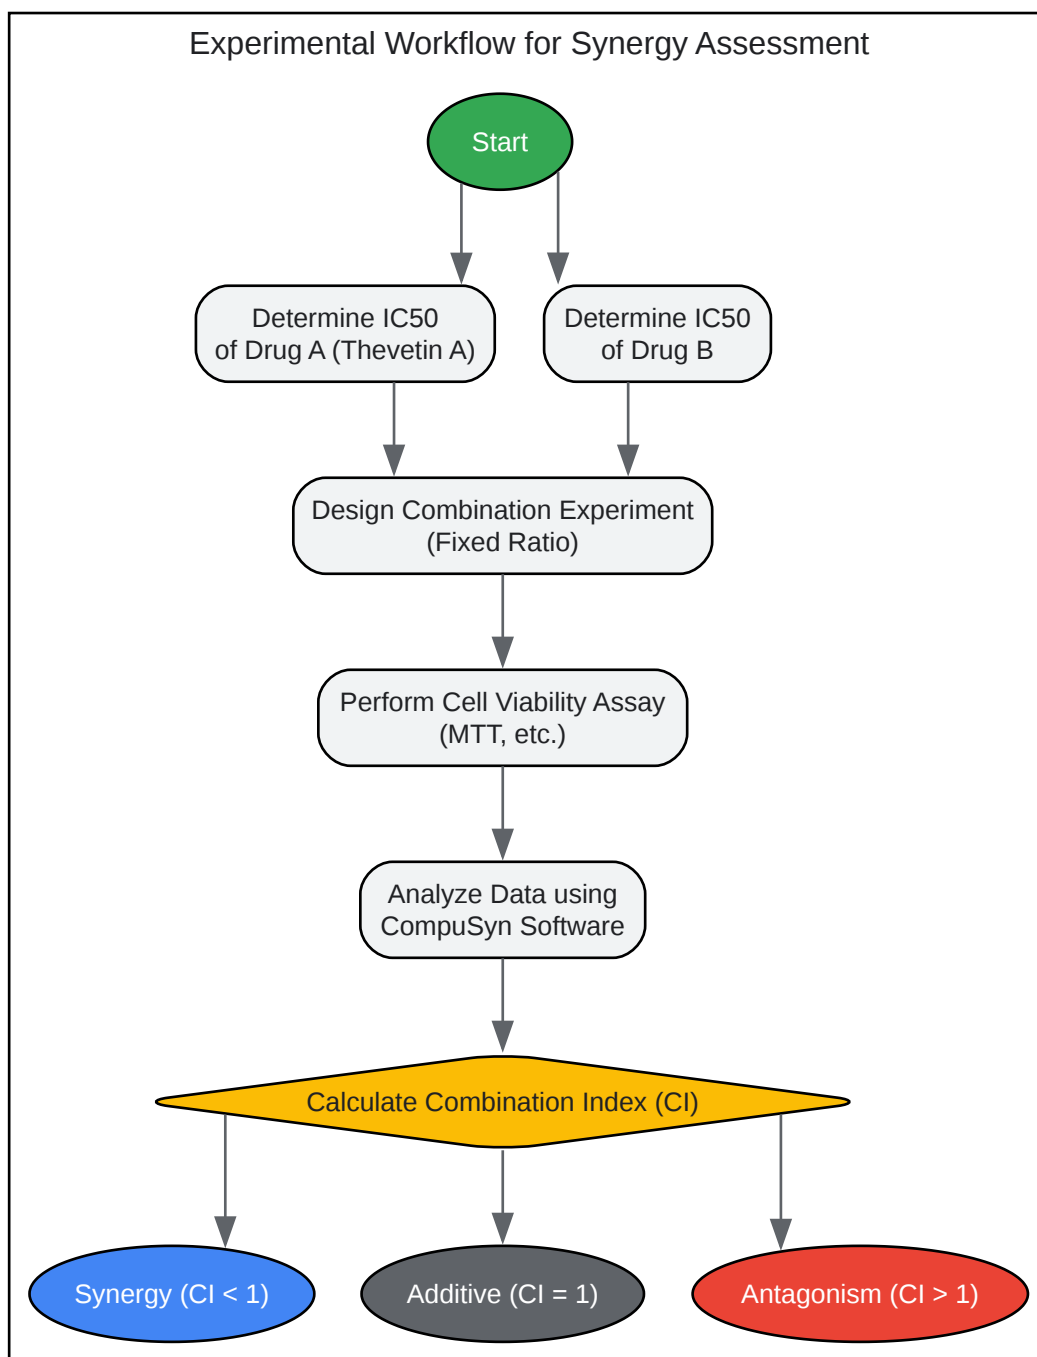 Experimental Workflow for Synergy Assessment
Start
Determine IC50
of Drug A (Thevetin A)
Determine IC50
of Drug B
Design Combination Experiment
(Fixed Ratio)
Perform Cell Viability Assay
(MTT, etc.)
Analyze Data using
CompuSyn Software
Calculate Combination Index (CI)
Synergy (CI < 1)
Additive (CI = 1)
Antagonism (CI > 1)